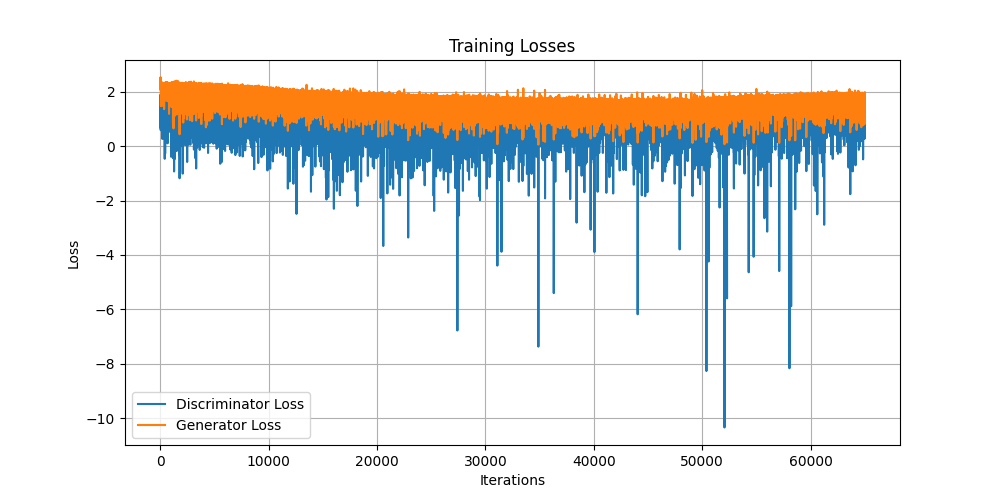 Training Losses
Loss
2
0
−2
−4
−6
−8
−10
Discriminator Loss
Generator Loss
0 10000 20000 30000 40000 50000 60000
Iterations